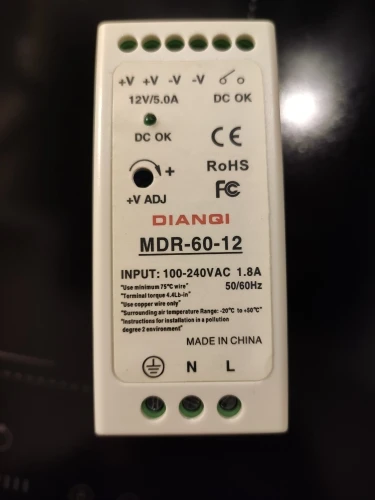 +V +V -V -V
12V/5.0A DC OK
DC OK
CE
+
RoHS
FC
+V ADJ
DIANQI
MDR-60-12
INPUT: 100-240VAC 1.8A
50/60Hz
"Use minimum 75℃ wire"
"Terminal torque 4.4Lb-in"
"Use copper wire only"
"Surrounding air temperature Range: -20℃ to +50℃"
"Instructions for installation in a pollution
degree 2 environment"
MADE IN CHINA
N L